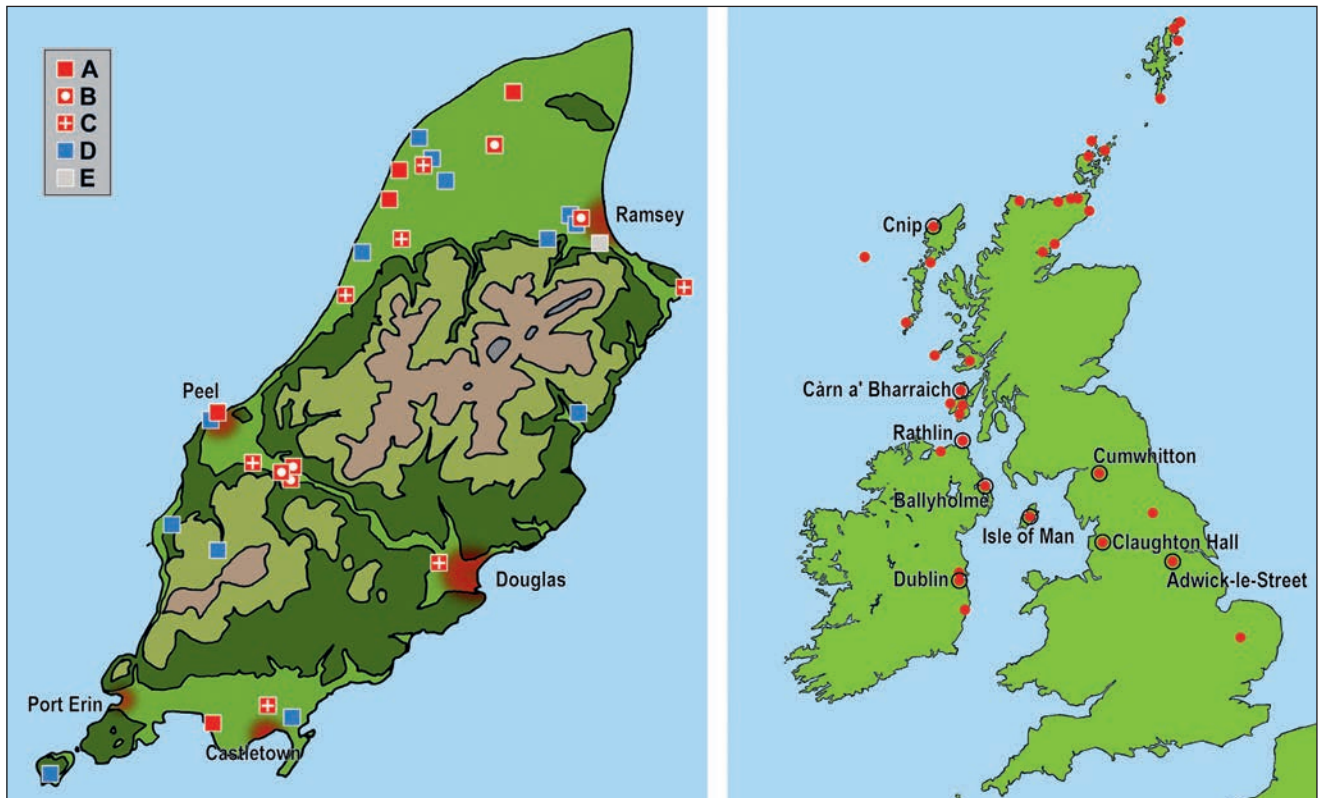 A
B
C
D
E
Ramsey
Peel
Douglas
Port Erin
Castletown
Cnip
Càrn a' Bharraich
Rathlin
Cumwhitton
Ballyholme
Isle of Man
Claughton Hall
Dublin
Adwick-le-Street